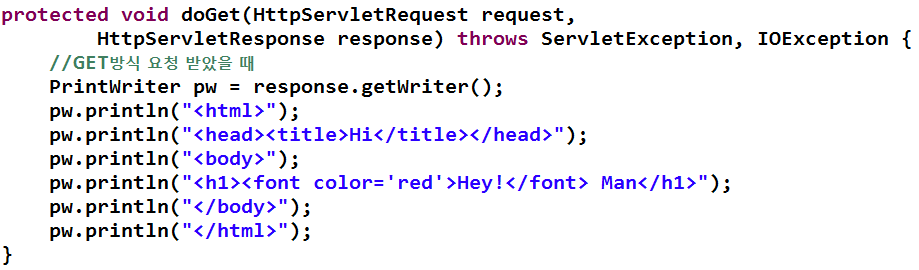 protected void doGet(HttpServletRequest request,
HttpServletResponse response) throws ServletException, IOException {
//GET방식 요청 받았을 때
PrintWriter pw = response.getWriter();
pw.println("<html>");
pw.println("<head><title>Hi</title></head>");
pw.println("<body>");
pw.println("<h1><font color='red'>Hey!</font> Man</h1>");
pw.println("</body>");
pw.println("</html>");
}